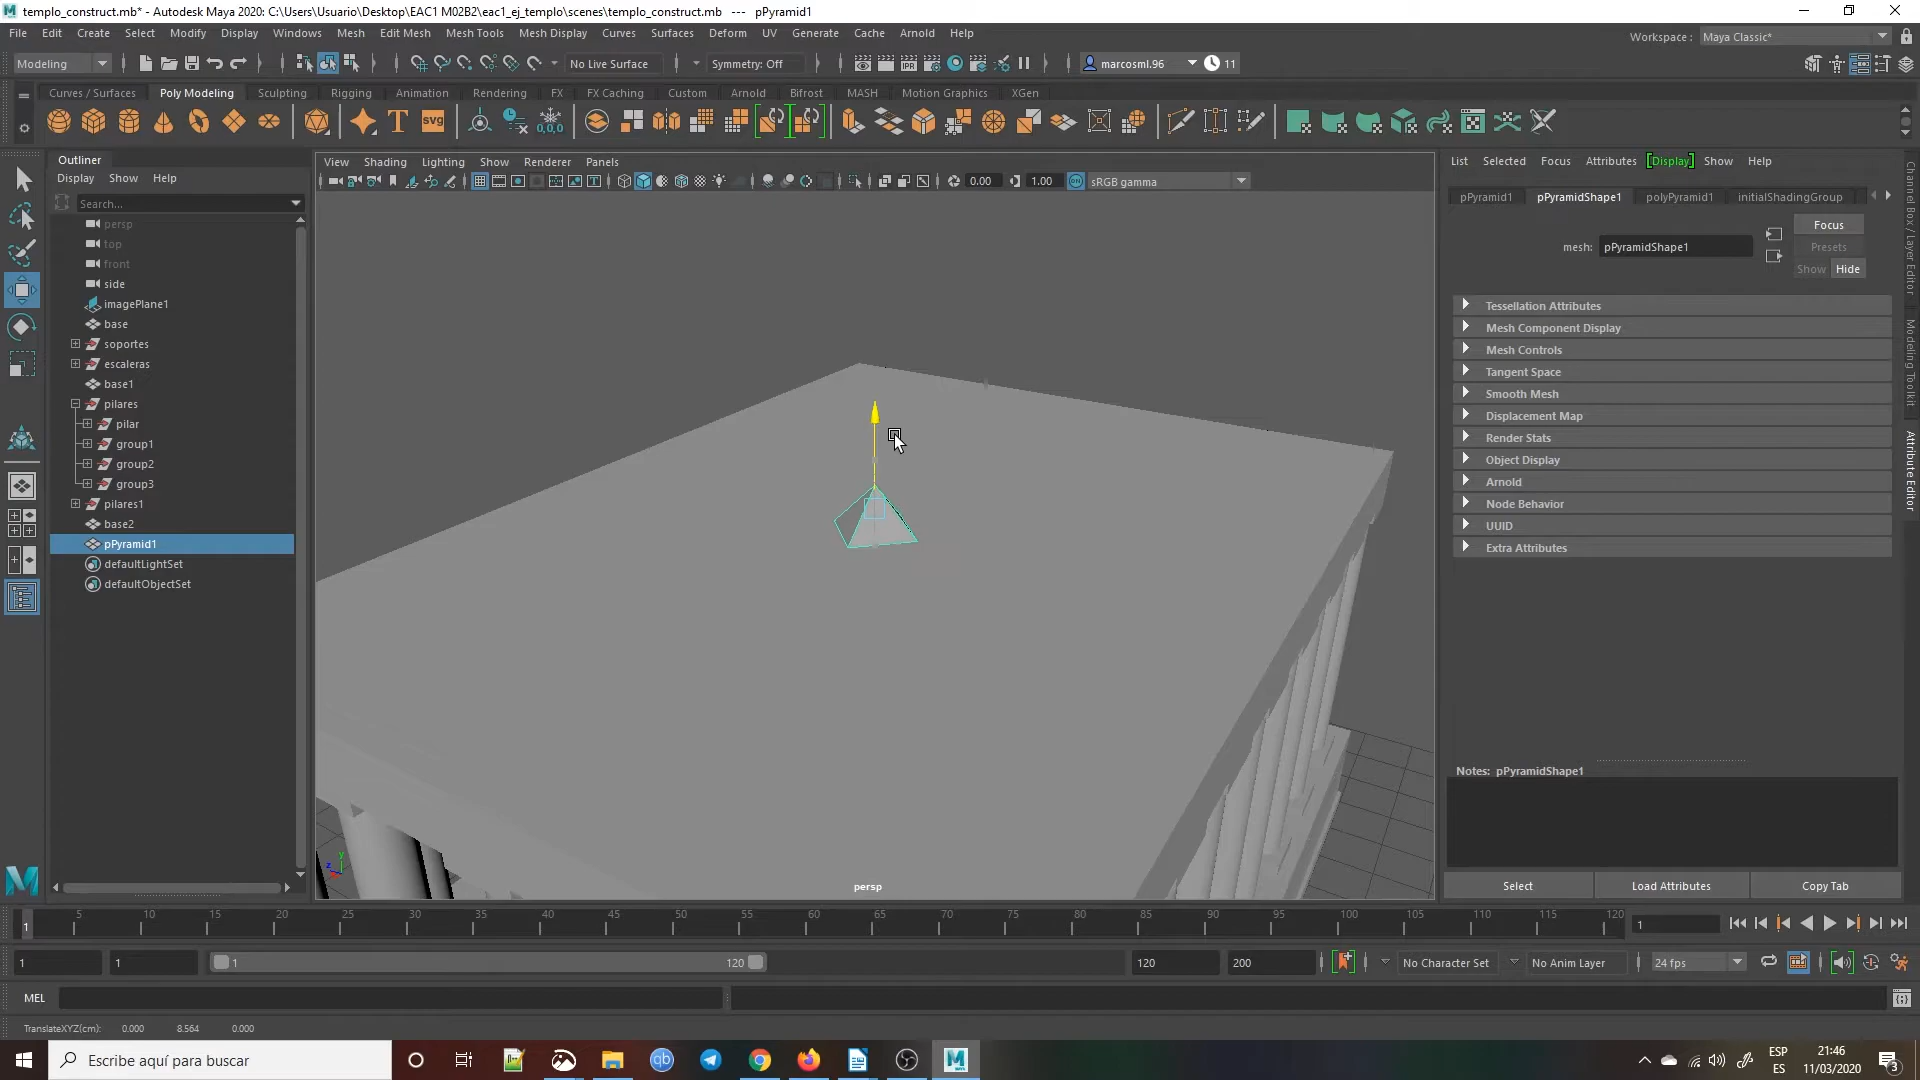 templo_construct.mb* - Autodesk Maya 2020: C:\Users\Usuario\Desktop\EAC1 M02B2\eac1_ej_templo\scenes\templo_construct.mb --- pPyramid1
File Edit Create Select Modify Display Windows Mesh Edit Mesh Mesh Tools Mesh Display Curves Surfaces Deform UV Generate Cache Arnold Help
Workspace : Maya Classic*
Modeling No Live Surface Symmetry: Off IPR marcosml.96 11
Curves / Surfaces Poly Modeling Sculpting Rigging Animation Rendering FX FX Caching Custom Arnold Bifrost MASH Motion Graphics XGen
T SVG 0,0,0
Outliner
Display Show Help
Search...
persp
top
front
side
imagePlane1
base
soportes
escaleras
base1
pilares
pilar
group1
group2
group3
pilares1
base2
pPyramid1
defaultLightSet
defaultObjectSet
View Shading Lighting Show Renderer Panels
0.00 1.00 ON sRGB gamma
persp
List Selected Focus Attributes [Display] Show Help
pPyramid1 pPyramidShape1 polyPyramid1 initialShadingGroup
mesh: pPyramidShape1
Focus
Presets
Show Hide
Tessellation Attributes
Mesh Component Display
Mesh Controls
Tangent Space
Smooth Mesh
Displacement Map
Render Stats
Object Display
Arnold
Node Behavior
UUID
Extra Attributes
Notes: pPyramidShape1
Select Load Attributes Copy Tab
Channel Box / Layer Editor
Modeling Toolkit
Attribute Editor
1 5 10 15 20 25 30 35 40 45 50 55 60 65 70 75 80 85 90 95 100 105 110 115 120 1
1 1 1 120 120 200 No Character Set No Anim Layer 24 fps
MEL
TranslateXYZ(cm): 0.000 8.564 0.000
Escribe aquí para buscar
qb
ESP
ES
21:46
11/03/2020
3